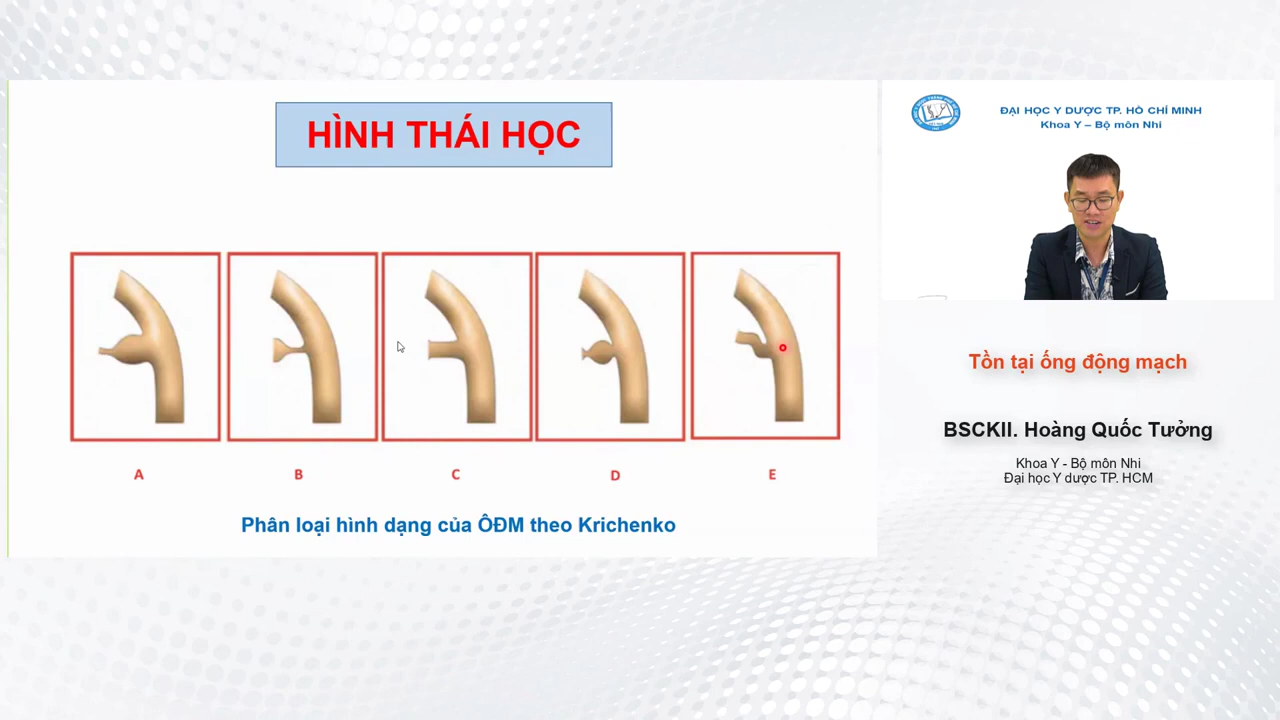 HÌNH THÁI HỌC
A
B
C
D
E
Phân loại hình dạng của ÔĐM theo Krichenko
ĐẠI HỌC Y DƯỢC TP. HỒ CHÍ MINH
Khoa Y – Bộ môn Nhi
Tồn tại ống động mạch
BSCKII. Hoàng Quốc Tưởng
Khoa Y - Bộ môn Nhi
Đại học Y dược TP. HCM